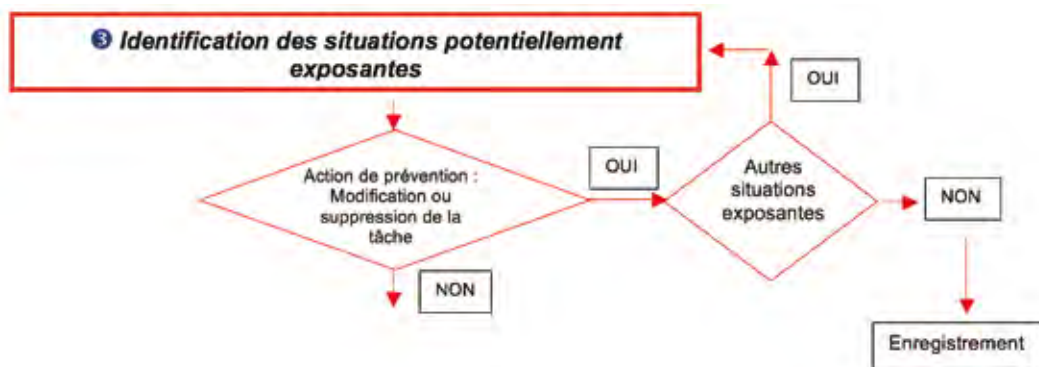 ❸ Identification des situations potentiellement
exposantes
OUI
Action de prévention :
Modification ou
suppression de la
tâche
OUI
Autres
situations
exposantes
NON
NON
Enregistrement